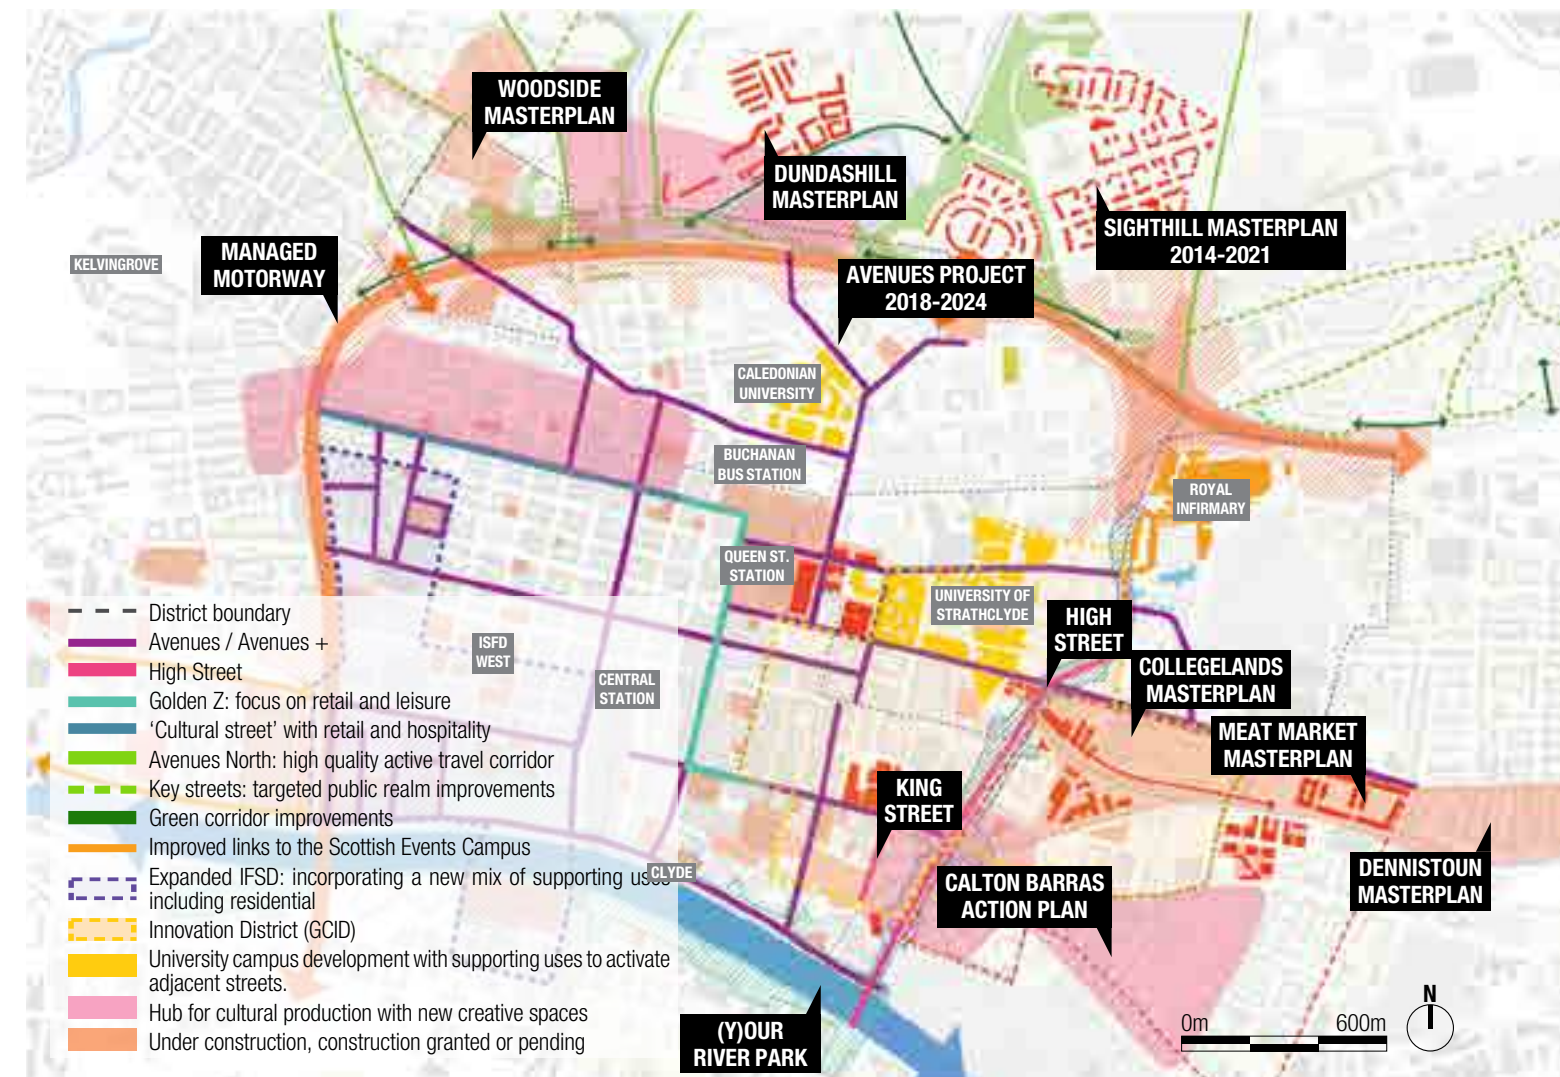 WOODSIDE
MASTERPLAN
DUNDASHILL
MASTERPLAN
SIGHTHILL MASTERPLAN
2014-2021
MANAGED
MOTORWAY
KELVINGROVE
AVENUES PROJECT
2018-2024
CALEDONIAN
UNIVERSITY
BUCHANAN
BUS STATION
ROYAL
INFIRMARY
QUEEN ST.
STATION
UNIVERSITY OF
STRATHCLYDE
HIGH
STREET
COLLEGELANDS
MASTERPLAN
MEAT MARKET
MASTERPLAN
ISFD
WEST
CENTRAL
STATION
KING
STREET
CLYDE
CALTON BARRAS
ACTION PLAN
DENNISTOUN
MASTERPLAN
(Y)OUR
RIVER PARK
District boundary
Avenues / Avenues +
High Street
Golden Z: focus on retail and leisure
‘Cultural street’ with retail and hospitality
Avenues North: high quality active travel corridor
Key streets: targeted public realm improvements
Green corridor improvements
Improved links to the Scottish Events Campus
Expanded IFSD: incorporating a new mix of supporting uses
including residential
Innovation District (GCID)
University campus development with supporting uses to activate
adjacent streets.
Hub for cultural production with new creative spaces
Under construction, construction granted or pending
0m 600m
N